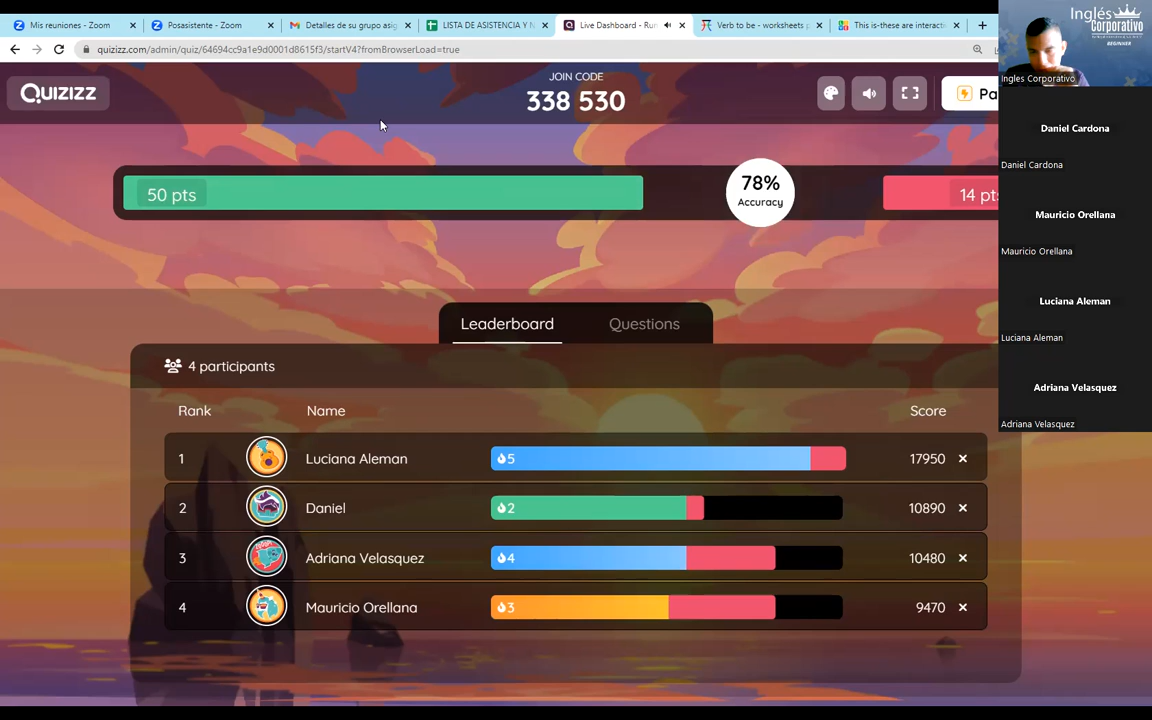 Mis reuniones - Zoom
Posasistente - Zoom
Detalles de su grupo asig
LISTA DE ASISTENCIA Y N
Live Dashboard - Run
Verb to be - worksheets p
This is-these are interacti
quizizz.com/admin/quiz/64694cc9a1e9d0001d8615f3/startV4?fromBrowserLoad=true
Inglés
Corporativo
BEGINNER
Ingles Corporativo
QUIZIZZ
JOIN CODE
338 530
Pa
50 pts
78%
Accuracy
14 pts
Daniel Cardona
Daniel Cardona
Mauricio Orellana
Mauricio Orellana
Luciana Aleman
Luciana Aleman
Adriana Velasquez
Adriana Velasquez
Leaderboard Questions
4 participants
Rank Name Score
1 Luciana Aleman 5 17950
2 Daniel 2 10890
3 Adriana Velasquez 4 10480
4 Mauricio Orellana 3 9470